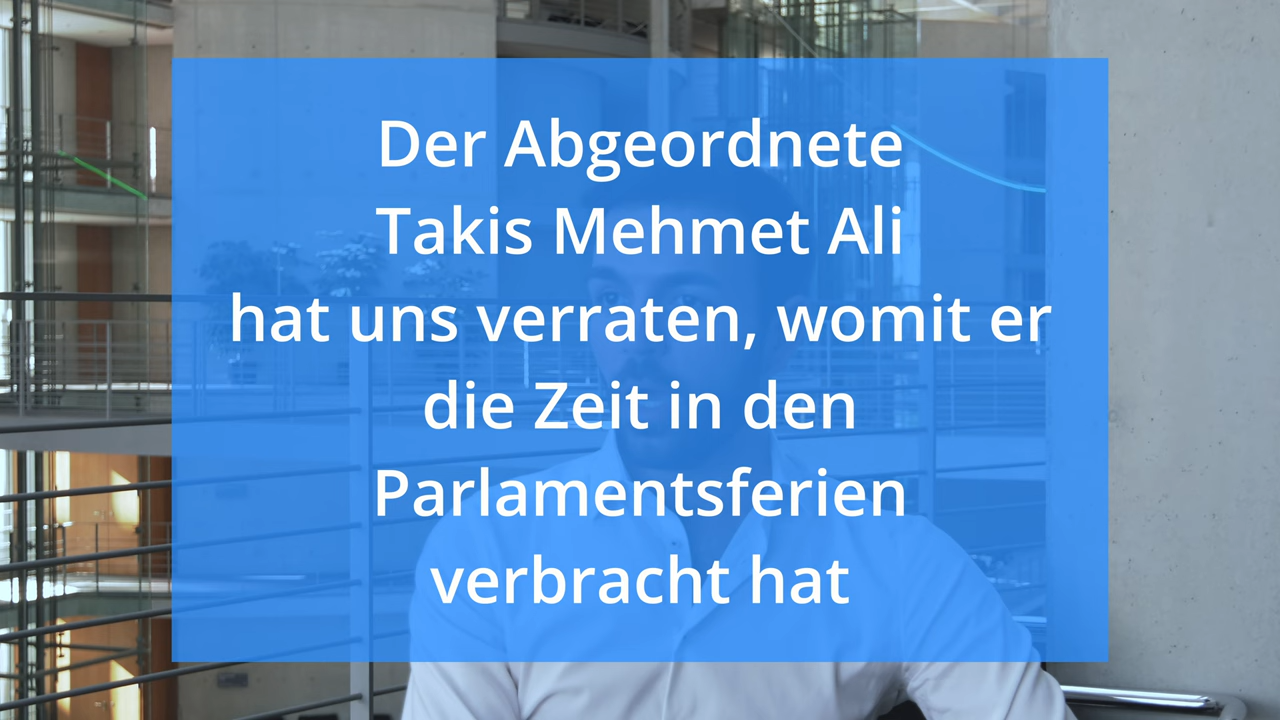 Der Abgeordnete
Takis Mehmet Ali
hat uns verraten, womit er
die Zeit in den
Parlamentsferien
verbracht hat